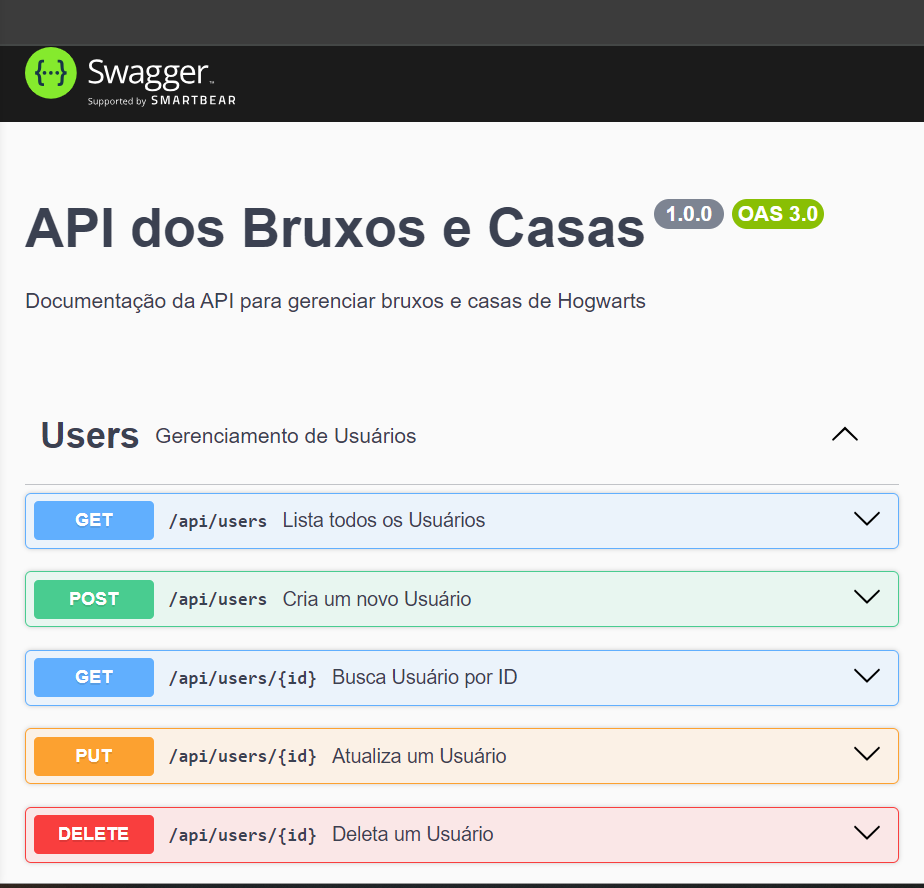 {···} Swagger™
Supported by SMARTBEAR
API dos Bruxos e Casas 1.0.0 OAS 3.0
Documentação da API para gerenciar bruxos e casas de Hogwarts
Users Gerenciamento de Usuários
GET /api/users Lista todos os Usuários
POST /api/users Cria um novo Usuário
GET /api/users/{id} Busca Usuário por ID
PUT /api/users/{id} Atualiza um Usuário
DELETE /api/users/{id} Deleta um Usuário